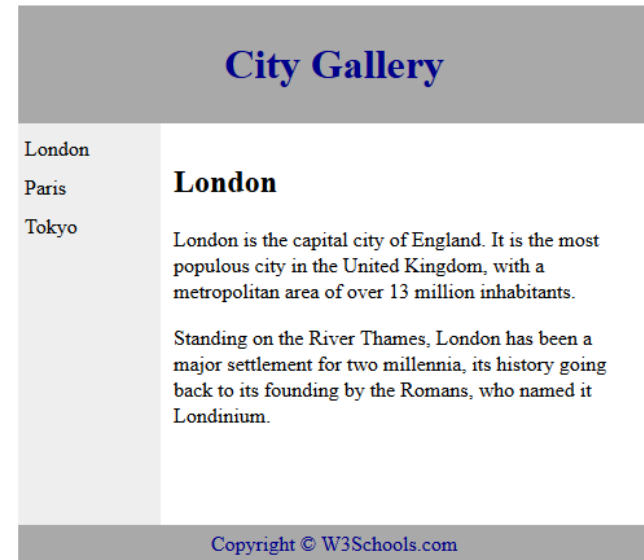 City Gallery
London
Paris
Tokyo
London
London is the capital city of England. It is the most
populous city in the United Kingdom, with a
metropolitan area of over 13 million inhabitants.
Standing on the River Thames, London has been a
major settlement for two millennia, its history going
back to its founding by the Romans, who named it
Londinium.
Copyright © W3Schools.com